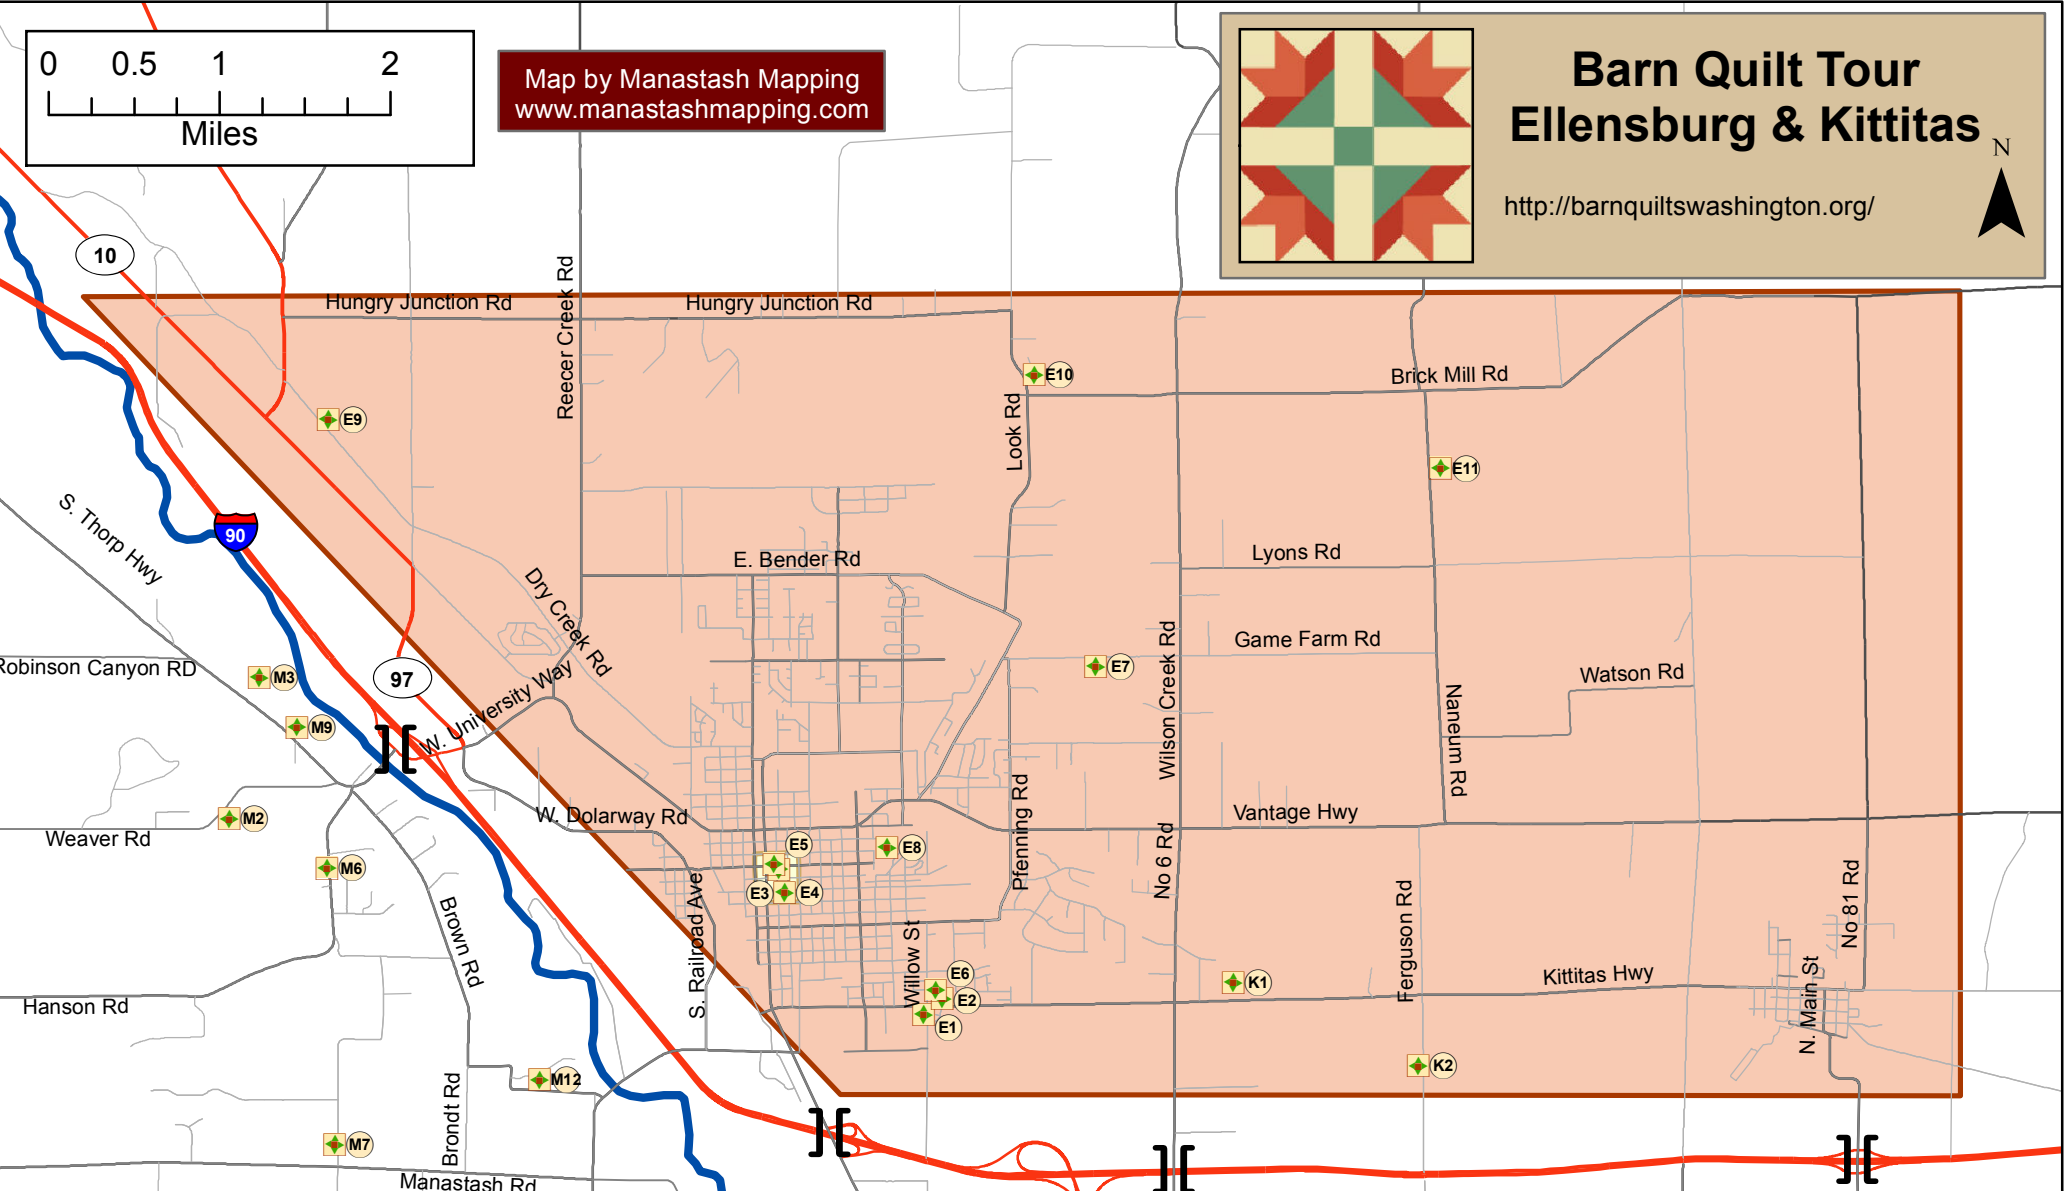 0 0.5 1 2
Miles
Map by Manastash Mapping
www.manastashmapping.com
Barn Quilt Tour
Ellensburg & Kittitas
http://barnquiltswashington.org/
N
10
Hungry Junction Rd
Hungry Junction Rd
Reecer Creek Rd
E10
Brick Mill Rd
E9
Look Rd
E11
90
S. Thorp Hwy
E. Bender Rd
Lyons Rd
Dry Creek Rd
Game Farm Rd
Robinson Canyon RD
M3
97
W. University Way
E7
Wilson Creek Rd
Watson Rd
Naneum Rd
M9
M2
Weaver Rd
W. Dolarway Rd
Pfenning Rd
Vantage Hwy
No 6 Rd
E5
E8
M6
E3
E4
S. Railroad Ave
Brown Rd
Willow St
Ferguson Rd
No 81 Rd
E6
E2
E1
K1
Kittitas Hwy
N. Main St
Hanson Rd
K2
M12
Brondt Rd
M7
Manastash Rd